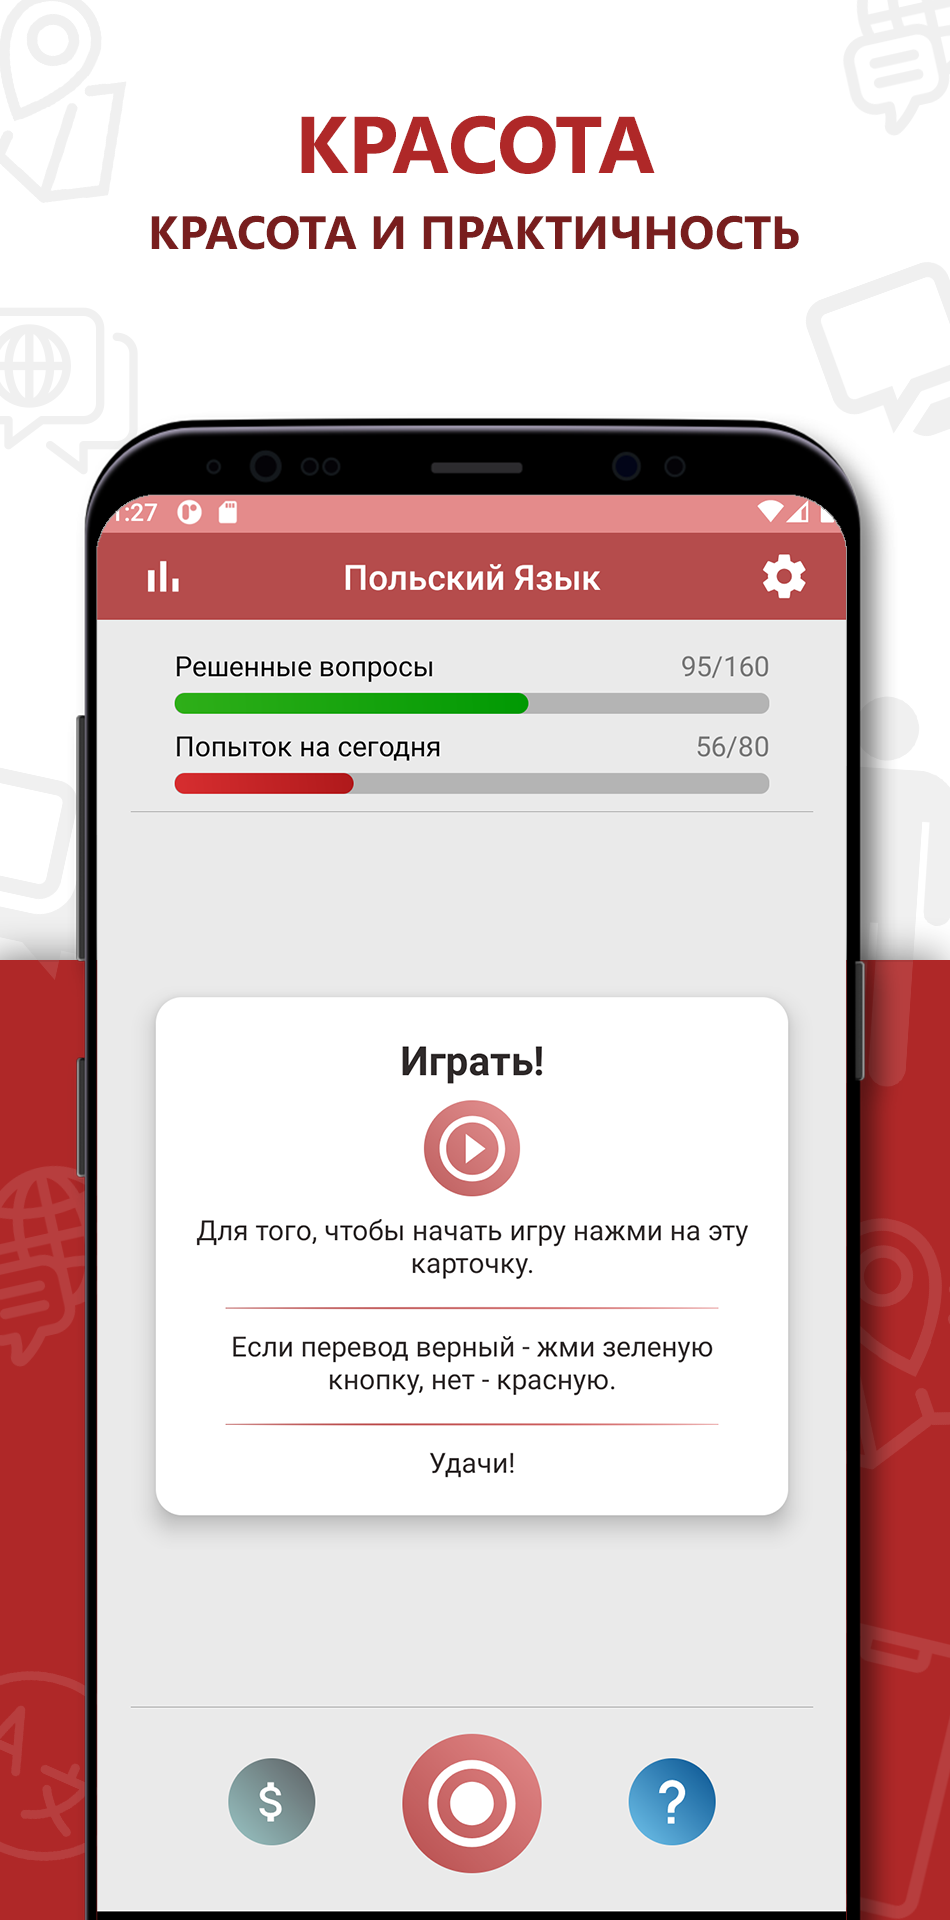 КРАСОТА
КРАСОТА И ПРАКТИЧНОСТЬ
1:27
Польский Язык
Решенные вопросы 95/160
Попыток на сегодня 56/80
Играть!
Для того, чтобы начать игру нажми на эту
карточку.
Если перевод верный - жми зеленую
кнопку, нет - красную.
Удачи!
$ ?